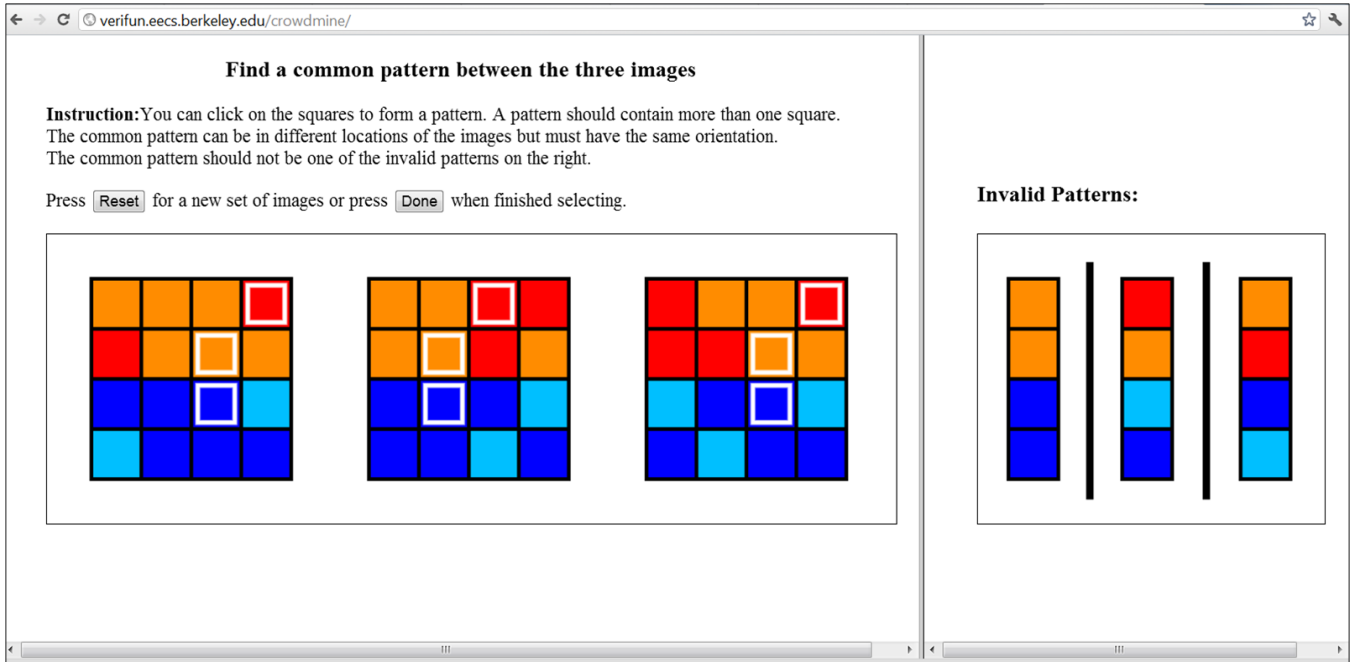 verifun.eecs.berkeley.edu/crowdmine/
Find a common pattern between the three images
Instruction:You can click on the squares to form a pattern. A pattern should contain more than one square.
The common pattern can be in different locations of the images but must have the same orientation.
The common pattern should not be one of the invalid patterns on the right.
Press Reset for a new set of images or press Done when finished selecting.
Invalid Patterns: